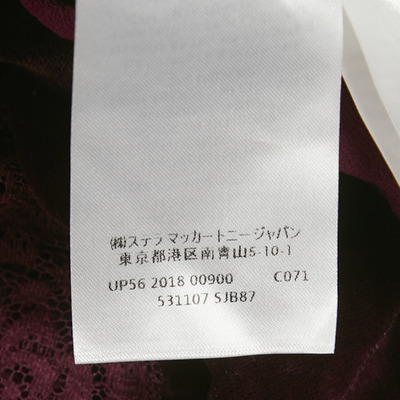 ㈱ステラ マッカートニージャパン
東京都港区南青山5-10-1
UP56 2018 00900 C071
531107 SJB87